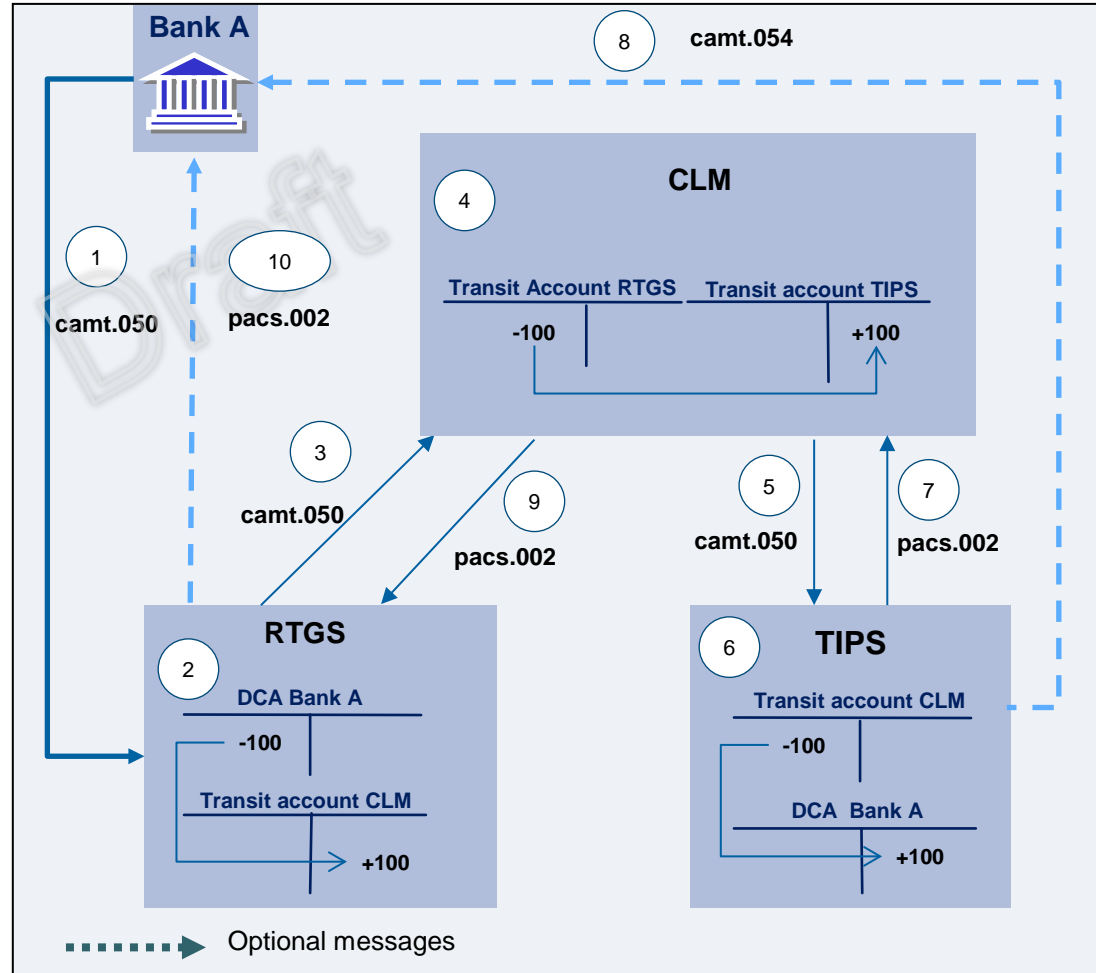 Bank A
8
camt.054
CLM
4
1
camt.050
10
pacs.002
Draft
Transit Account RTGS
Transit account TIPS
-100
+100
3
camt.050
9
pacs.002
5
camt.050
7
pacs.002
RTGS
2
DCA Bank A
-100
Transit account CLM
+100
TIPS
6
Transit account CLM
-100
DCA Bank A
+100
Optional messages